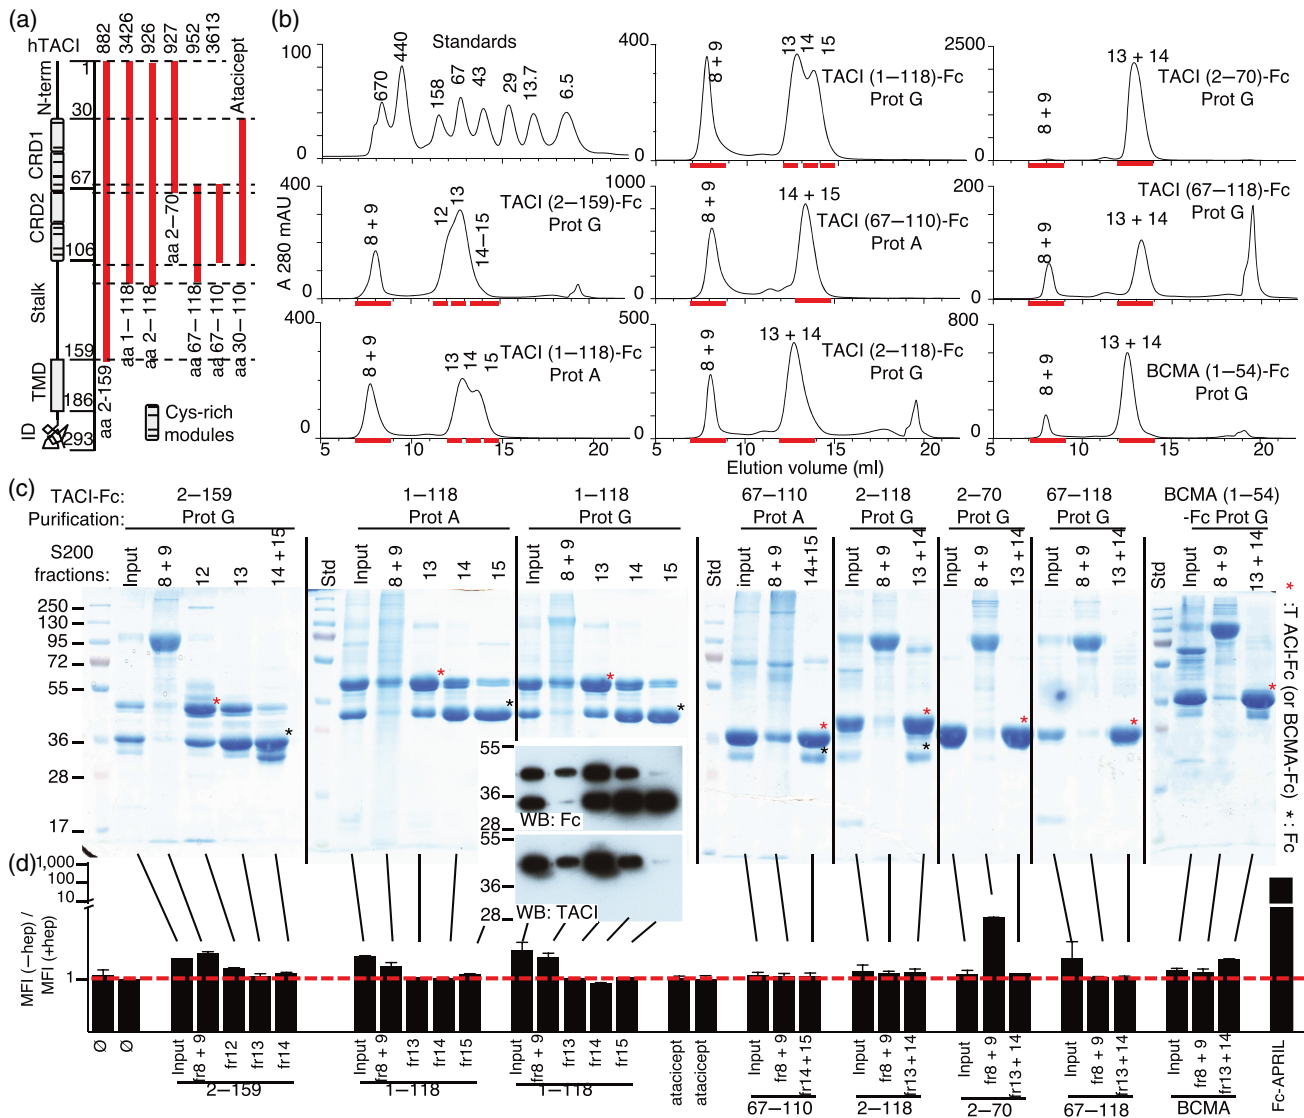 (a)
hTACI
882
3426
926
927
952
3613
Atacicept
1
30
67
106
159
186
293
N-term
CRD1
CRD2
Stalk
TMD
ID
aa 2-159
aa 1–118
aa 2–118
aa 2–70
aa 67–118
aa 67–110
aa 30–110
Cys-rich
modules
(b)
A 280 mAU
100
0
Standards
670
440
158
67
43
29
13.7
6.5
400
0
8 + 9
13
14
15
TACI (1–118)-Fc
Prot G
2500
0
8 + 9
13 + 14
TACI (2–70)-Fc
Prot G
400
0
8 + 9
12
13
14–15
TACI (2–159)-Fc
Prot G
1000
0
8 + 9
14 + 15
TACI (67–110)-Fc
Prot A
200
0
8 + 9
13 + 14
TACI (67–118)-Fc
Prot G
400
0
8 + 9
13
14
15
TACI (1–118)-Fc
Prot A
500
0
8 + 9
13 + 14
TACI (2–118)-Fc
Prot G
800
0
8 + 9
13 + 14
BCMA (1–54)-Fc
Prot G
5 10 15 20
5 10 15 20
5 10 15 20
Elution volume (ml)
(c)
TACI-Fc: 2–159 1–118 1–118 67–110 2–118 2–70 67–118 BCMA (1–54)
Purification: Prot G Prot A Prot G Prot A Prot G Prot G Prot G -Fc Prot G
S200
fractions:
Input 8 + 9 12 13 14 + 15
Std Input 8 + 9 13 14 15
Input 8 + 9 13 14 15
Std input 8 + 9 14+15
Input 8 + 9 13 + 14
Input 8 + 9 13 + 14
Input 8 + 9 13 + 14
Std Input 8 + 9 13 + 14
250
130
95
72
55
36
28
17
* * * * * * * * * * * *
55
36
28
WB: Fc
55
36
28
WB: TACI
* :T ACI-Fc (or BCMA-Fc) *: Fc
(d)
MFI (–hep) /
MFI (+hep)
1,000
100
10
1
Ø Ø
Input fr8 + 9 fr12 fr13 fr14
Input fr8 + 9 fr13 fr14 fr15
Input fr8 + 9 fr13 fr14 fr15
atacicept atacicept
Input fr8 + 9 fr14 + 15
Input fr8 + 9 fr13 + 14
Input fr8 + 9 fr13 + 14
Input fr8 + 9 fr13 + 14
Input fr8 + 9 fr13 + 14
Fc-APRIL
2–159 1–118 1–118 67–110 2–118 2–70 67–118 BCMA